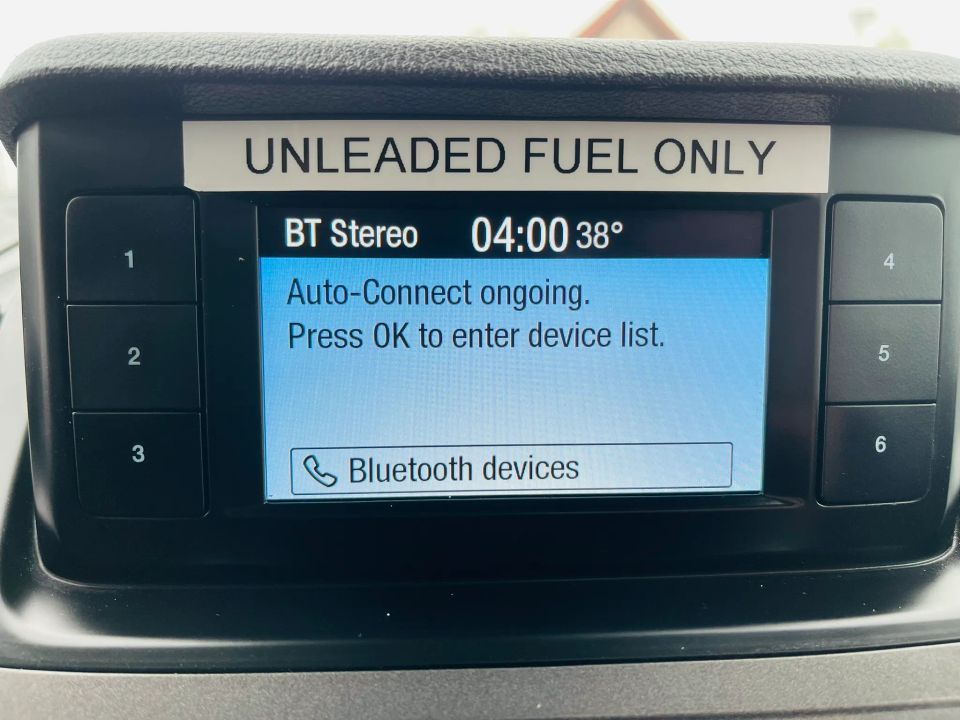 UNLEADED FUEL ONLY
BT Stereo 04:00 38°
Auto-Connect ongoing.
Press OK to enter device list.
Bluetooth devices
1
2
3
4
5
6